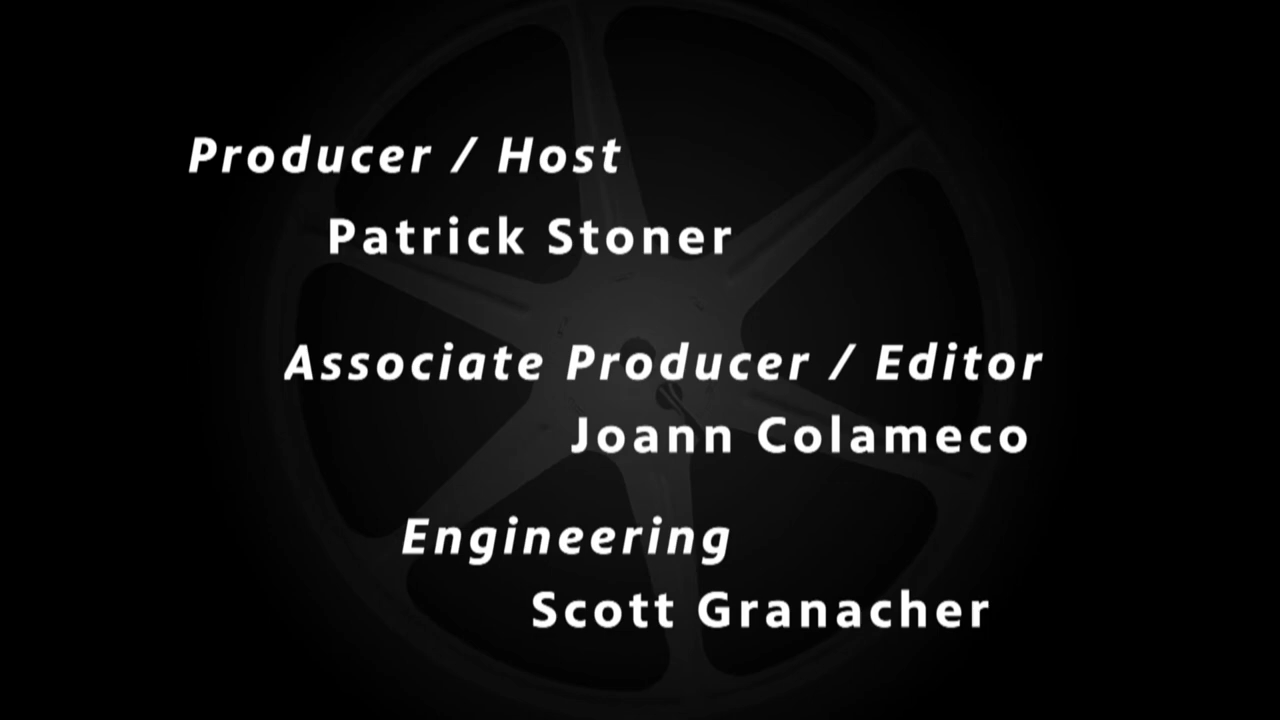 Producer / Host
Patrick Stoner
Associate Producer / Editor
Joann Colameco
Engineering
Scott Granacher